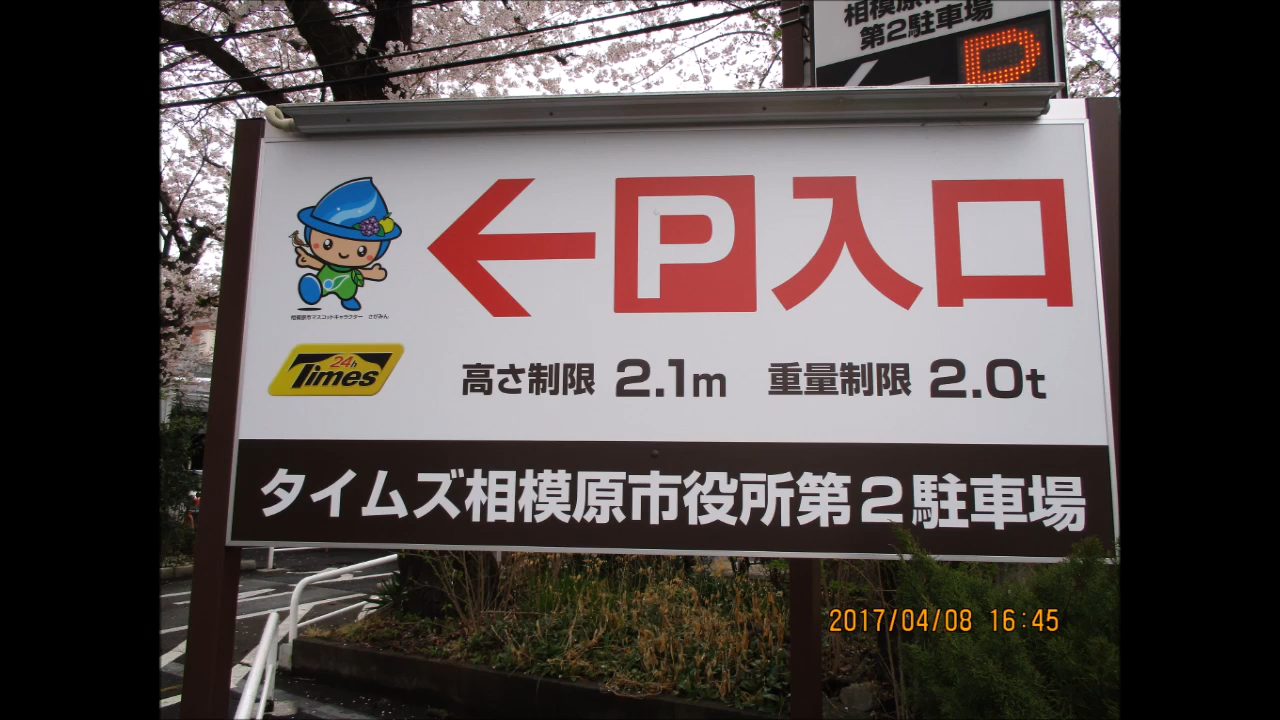 相模原市
第2駐車場
P
←P入口
相模原市マスコットキャラクター さがみん
24h
Times
高さ制限 2.1m 重量制限 2.0t
タイムズ相模原市役所第2駐車場
2017/04/08 16:45